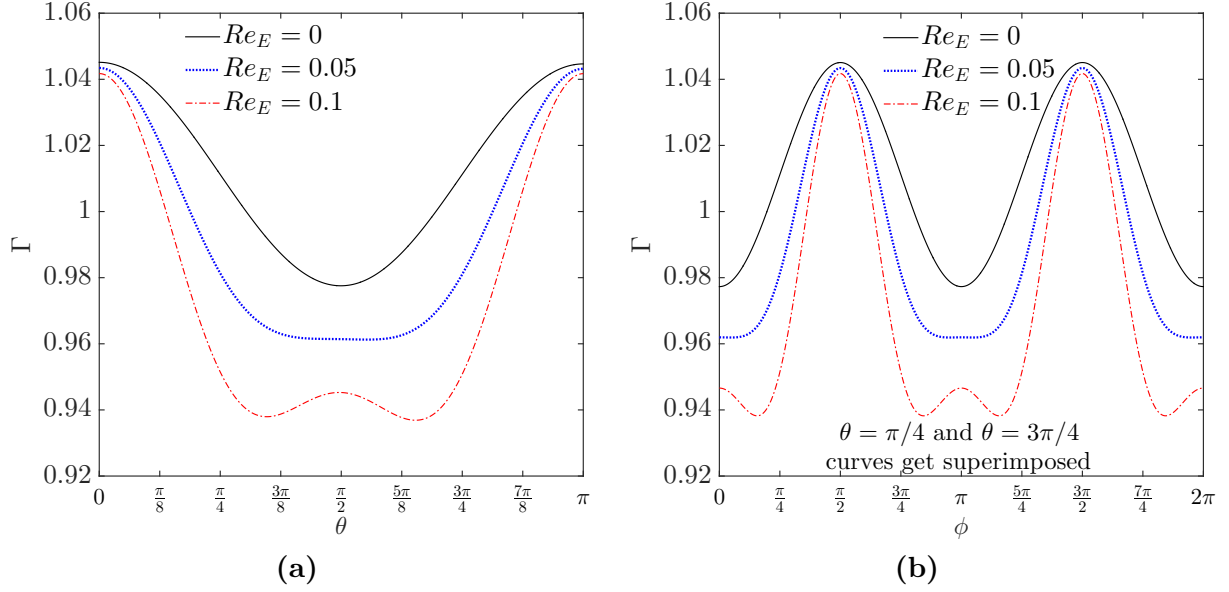 1.06
1.04
1.02
1
0.98
0.96
0.94
0.92
Γ
Re_E = 0
Re_E = 0.05
Re_E = 0.1
0 π/8 π/4 3π/8 π/2 5π/8 3π/4 7π/8 π
θ
(a)
1.06
1.04
1.02
1
0.98
0.96
0.94
0.92
Γ
Re_E = 0
Re_E = 0.05
Re_E = 0.1
θ = π/4 and θ = 3π/4
curves get superimposed
0 π/4 π/2 3π/4 π 5π/4 3π/2 7π/4 2π
ϕ
(b)